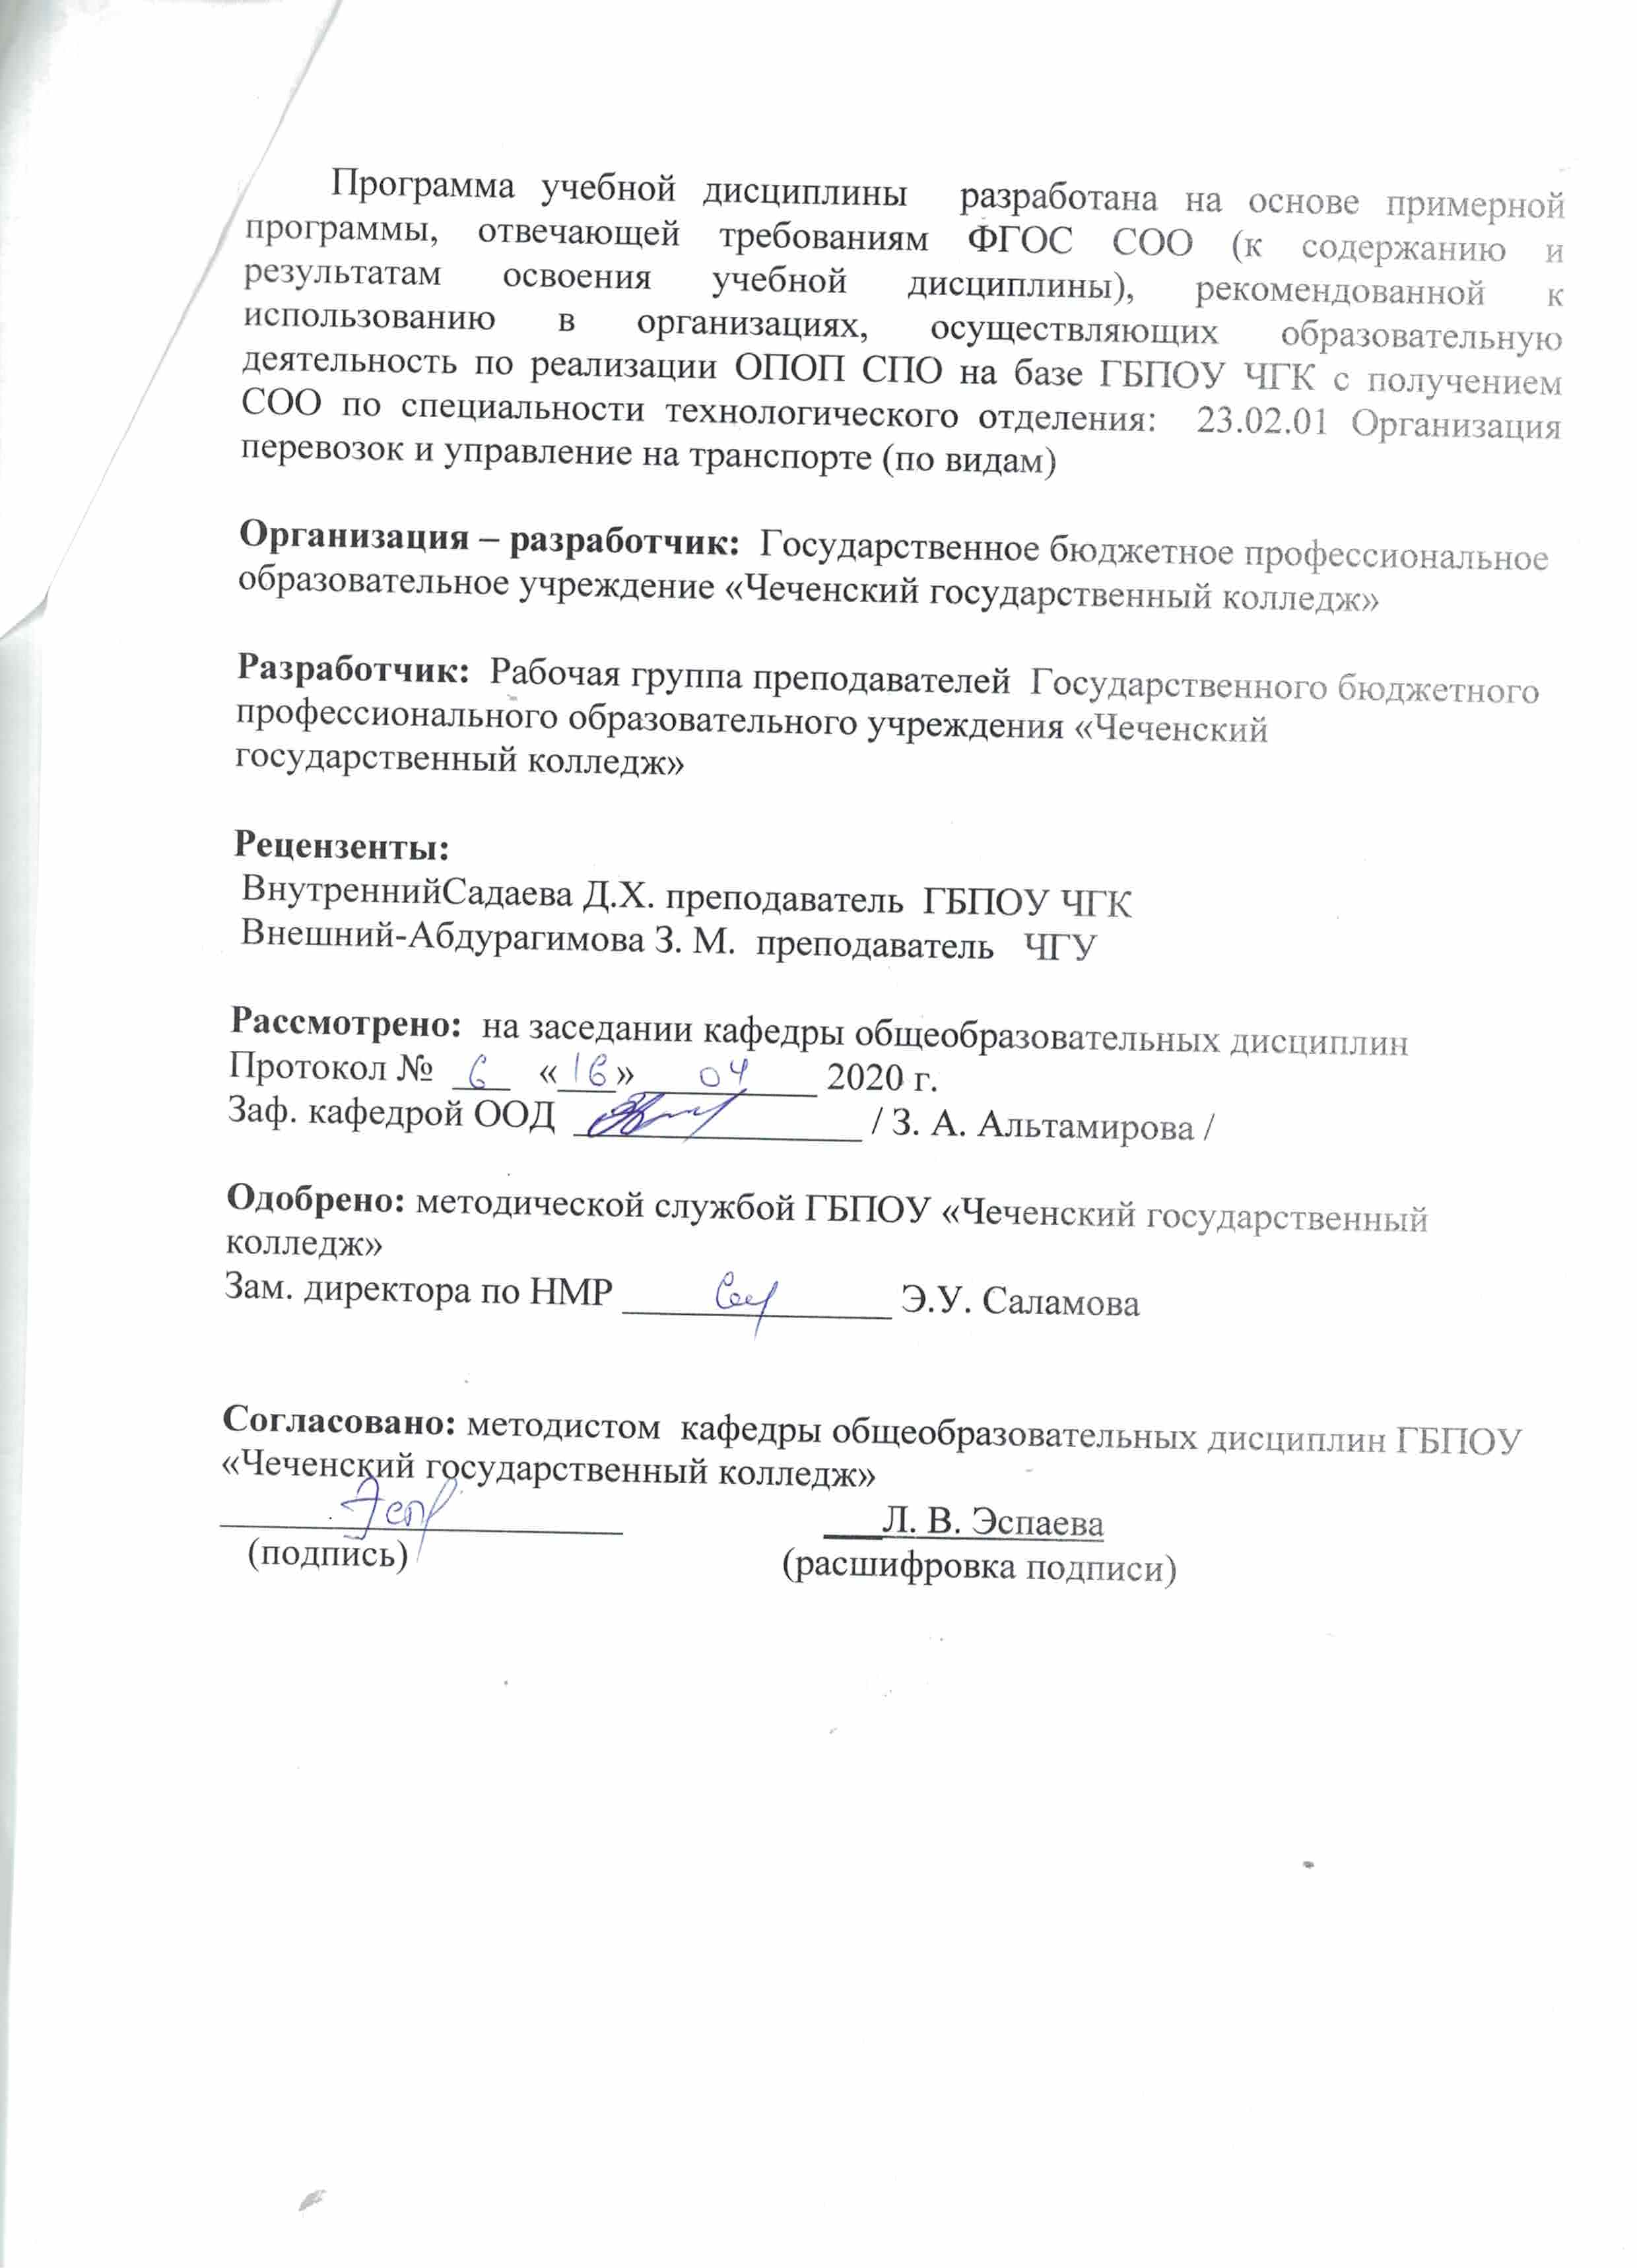 Программа учебной дисциплины разработана на основе примерной
программы, отвечающей требованиям ФГОС СОО (к содержанию и
результатам освоения учебной дисциплины), рекомендованной к
использованию в организациях, осуществляющих образовательную
деятельность по реализации ОПОП СПО на базе ГБПОУ ЧГК с получением
СОО по специальности технологического отделения: 23.02.01 Организация
перевозок и управление на транспорте (по видам)
Организация – разработчик: Государственное бюджетное профессиональное
образовательное учреждение «Чеченский государственный колледж»
Разработчик: Рабочая группа преподавателей Государственного бюджетного
профессионального образовательного учреждения «Чеченский
государственный колледж»
Рецензенты:
ВнутреннийСадаева Д.Х. преподаватель ГБПОУ ЧГК
Внешний-Абдурагимова З. М. преподаватель ЧГУ
Рассмотрено: на заседании кафедры общеобразовательных дисциплин
Протокол № 6 «16» 04 2020 г.
Заф. кафедрой ООД / З. А. Альтамирова /
Одобрено: методической службой ГБПОУ «Чеченский государственный
колледж»
Зам. директора по НМР Э.У. Саламова
Согласовано: методистом кафедры общеобразовательных дисциплин ГБПОУ
«Чеченский государственный колледж»
Л. В. Эспаева
(подпись) (расшифровка подписи)